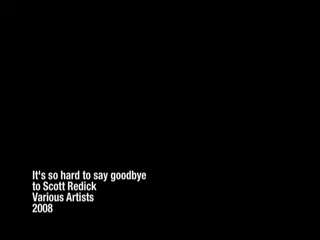 It's so hard to say goodbye
to Scott Redick
Various Artists
2008